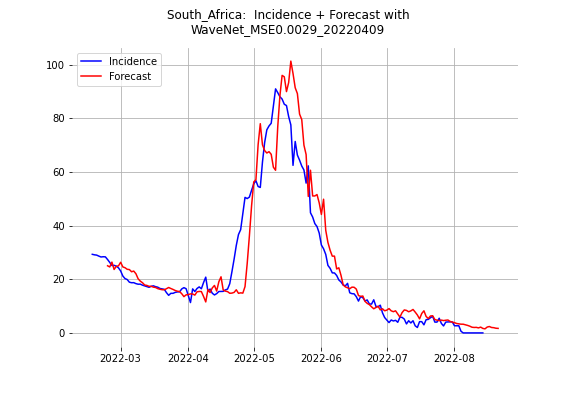 South_Africa:  Incidence + Forecast with
WaveNet_MSE0.0029_20220409
Incidence
Forecast
100
80
60
40
20
0
2022-03 2022-04 2022-05 2022-06 2022-07 2022-08